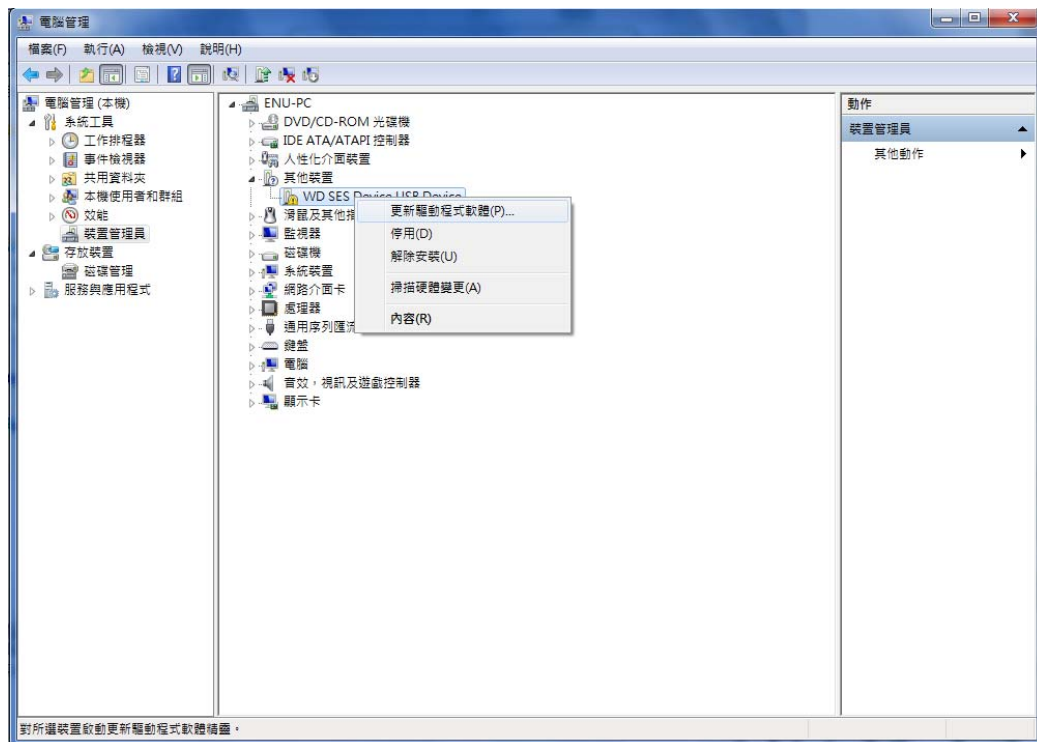 電腦管理
檔案(F) 執行(A) 檢視(V) 說明(H)
電腦管理 (本機)
系統工具
工作排程器
事件檢視器
共用資料夾
本機使用者和群組
效能
裝置管理員
存放裝置
磁碟管理
服務與應用程式
ENU-PC
DVD/CD-ROM 光碟機
IDE ATA/ATAPI 控制器
人性化介面裝置
其他裝置
WD SES Device USB Device
滑鼠及其他指
監視器
磁碟機
系統裝置
網路介面卡
處理器
通用序列匯流
鍵盤
電腦
音效，視訊及遊戲控制器
顯示卡
更新驅動程式軟體(P)...
停用(D)
解除安裝(U)
掃描硬體變更(A)
內容(R)
動作
裝置管理員
其他動作
對所選裝置啟動更新驅動程式軟體精靈。